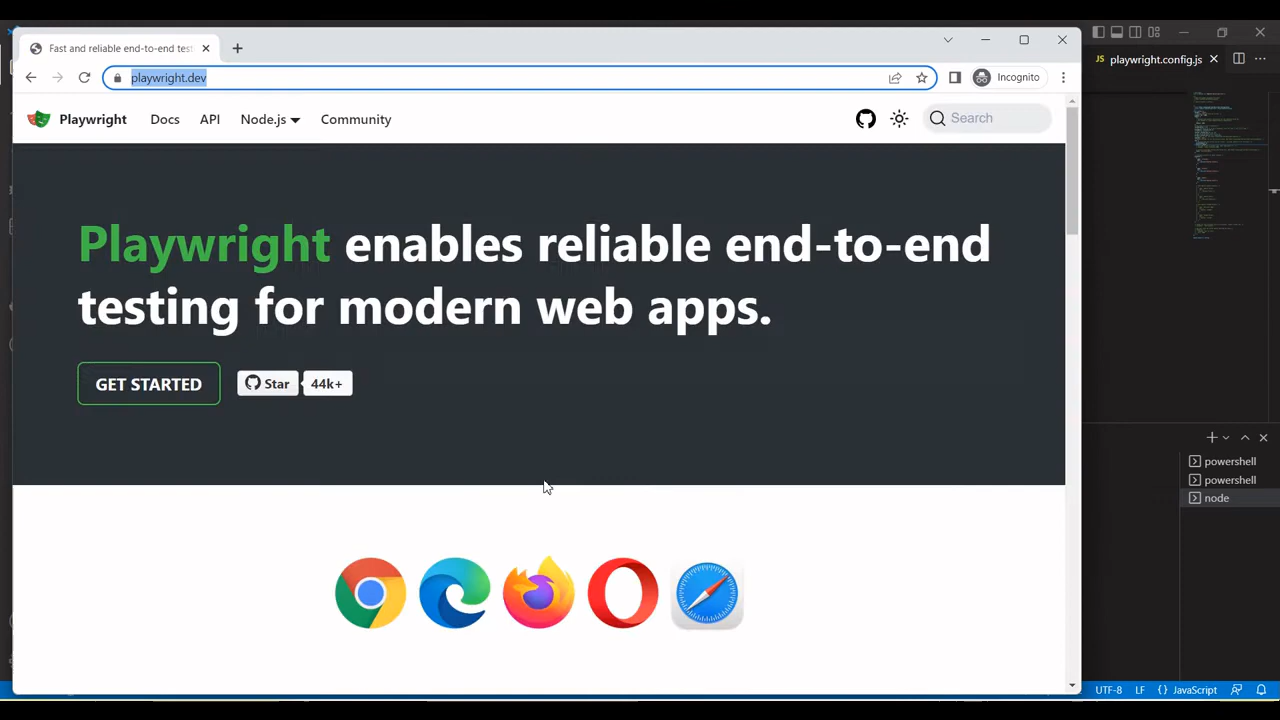 Fast and reliable end-to-end test
playwright.config.js
playwright.dev
Incognito
Playwright
Docs
API
Node.js
Community
Search
Playwright enables reliable end-to-end
testing for modern web apps.
GET STARTED
Star
44k+
powershell
powershell
node
UTF-8
LF
{ } JavaScript